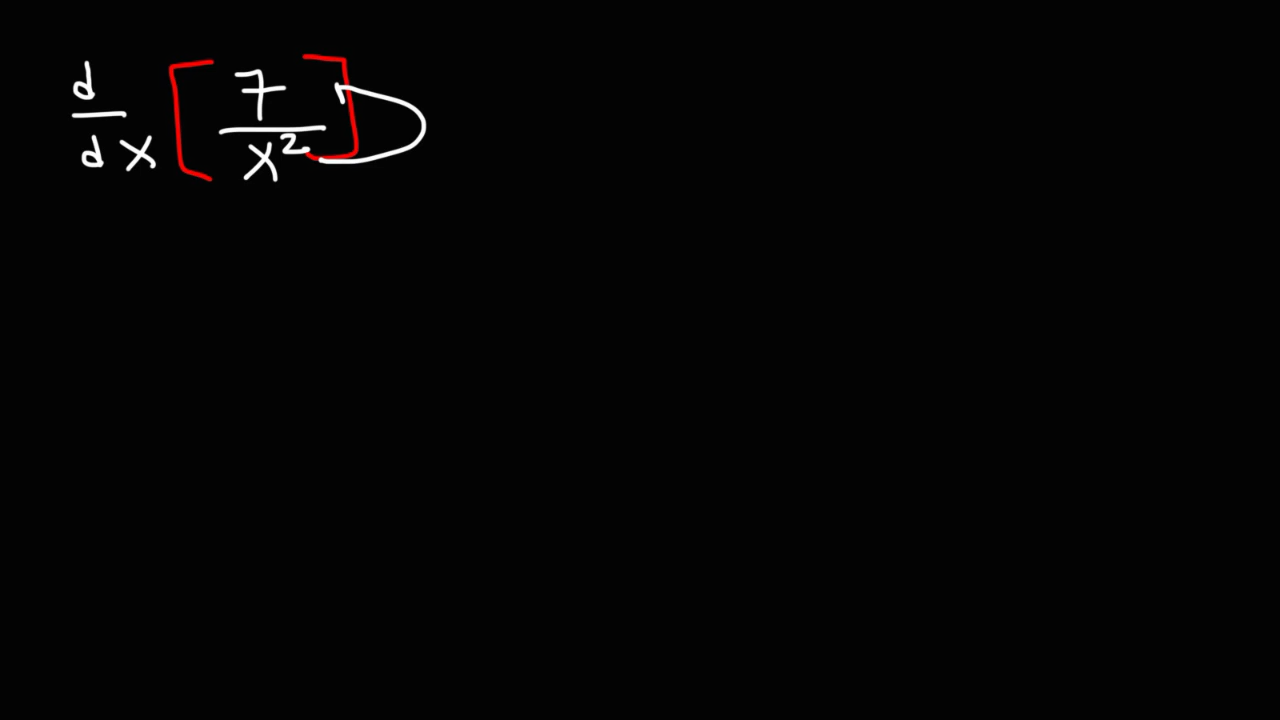 d/dx [ 7/x² ]